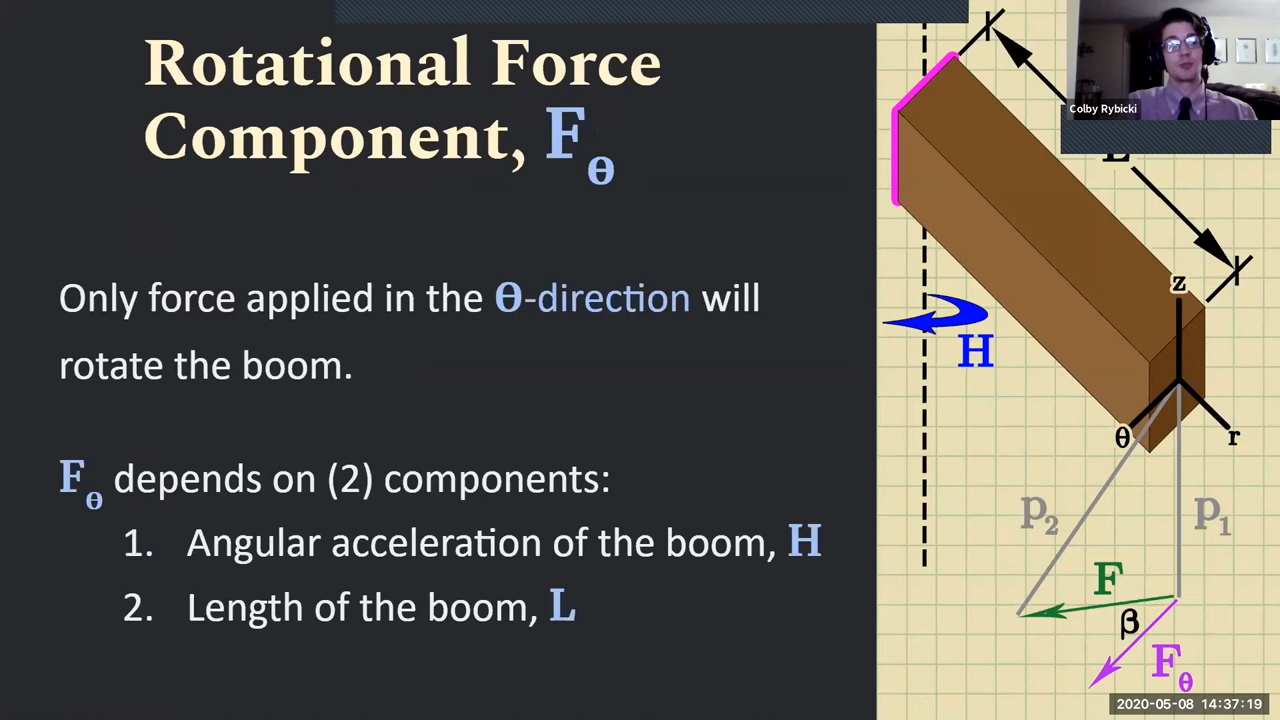 Rotational Force
Component, Fθ
Only force applied in the θ-direction will
rotate the boom.
Fθ depends on (2) components:
1. Angular acceleration of the boom, H
2. Length of the boom, L
Colby Rybicki
L
z
H
θ
r
p2
p1
F
β
Fθ
2020-05-08 14:37:19